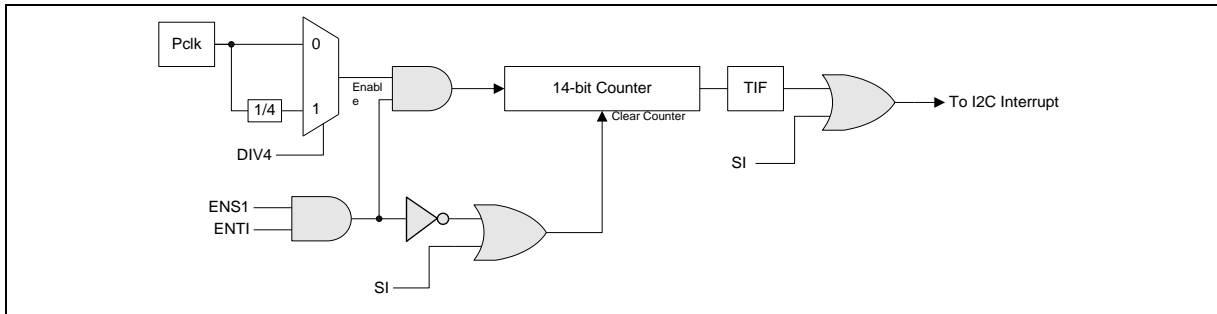 Pclk
0
1/4
1
DIV4
Enabl
e
14-bit Counter
Clear Counter
TIF
SI
To I2C Interrupt
ENS1
ENTI
SI